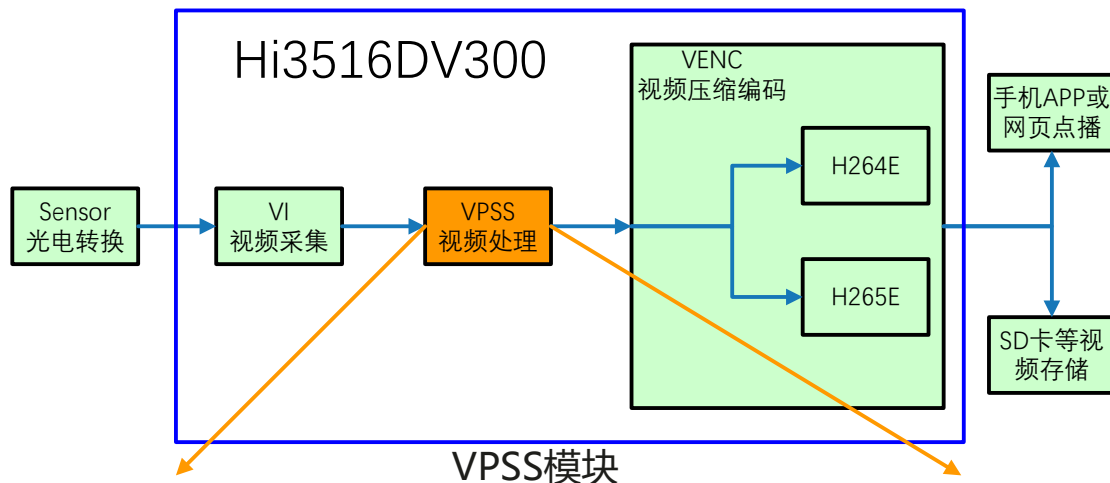 Hi3516DV300
VENC
视频压缩编码
手机APP或
网页点播
H264E
Sensor
光电转换
VI
视频采集
VPSS
视频处理
H265E
SD卡等视
频存储
VPSS模块